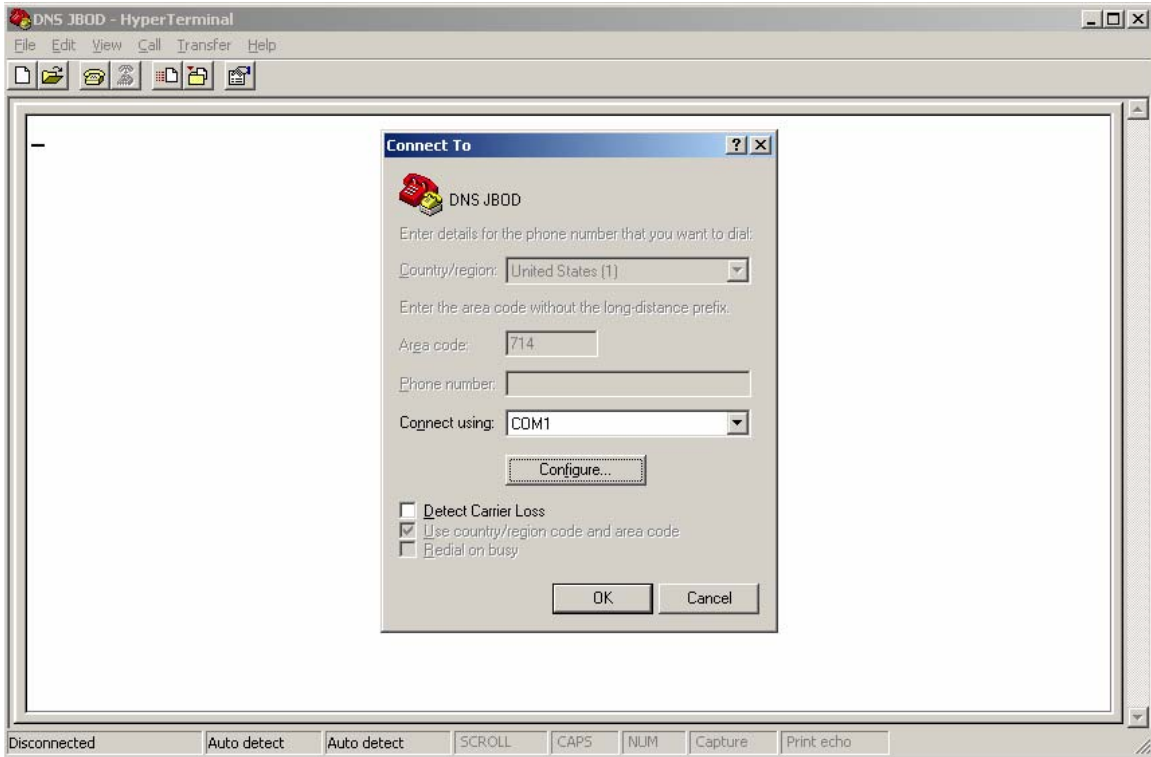 DNS JBOD - HyperTerminal
File Edit View Call Transfer Help
Connect To
DNS JBOD
Enter details for the phone number that you want to dial:
Country/region: United States (1)
Enter the area code without the long-distance prefix.
Area code: 714
Phone number:
Connect using: COM1
Configure...
Detect Carrier Loss
Use country/region code and area code
Redial on busy
OK Cancel
Disconnected Auto detect Auto detect SCROLL CAPS NUM Capture Print echo